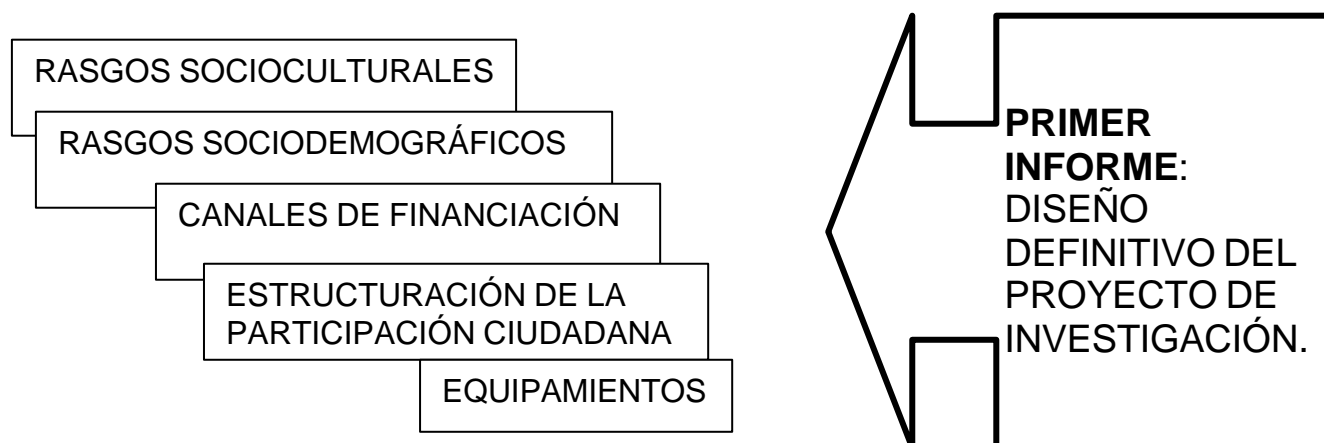 RASGOS SOCIOCULTURALES
RASGOS SOCIODEMOGRÁFICOS
CANALES DE FINANCIACIÓN
ESTRUCTURACIÓN DE LA
PARTICIPACIÓN CIUDADANA
EQUIPAMIENTOS
PRIMER
INFORME:
DISEÑO
DEFINITIVO DEL
PROYECTO DE
INVESTIGACIÓN.